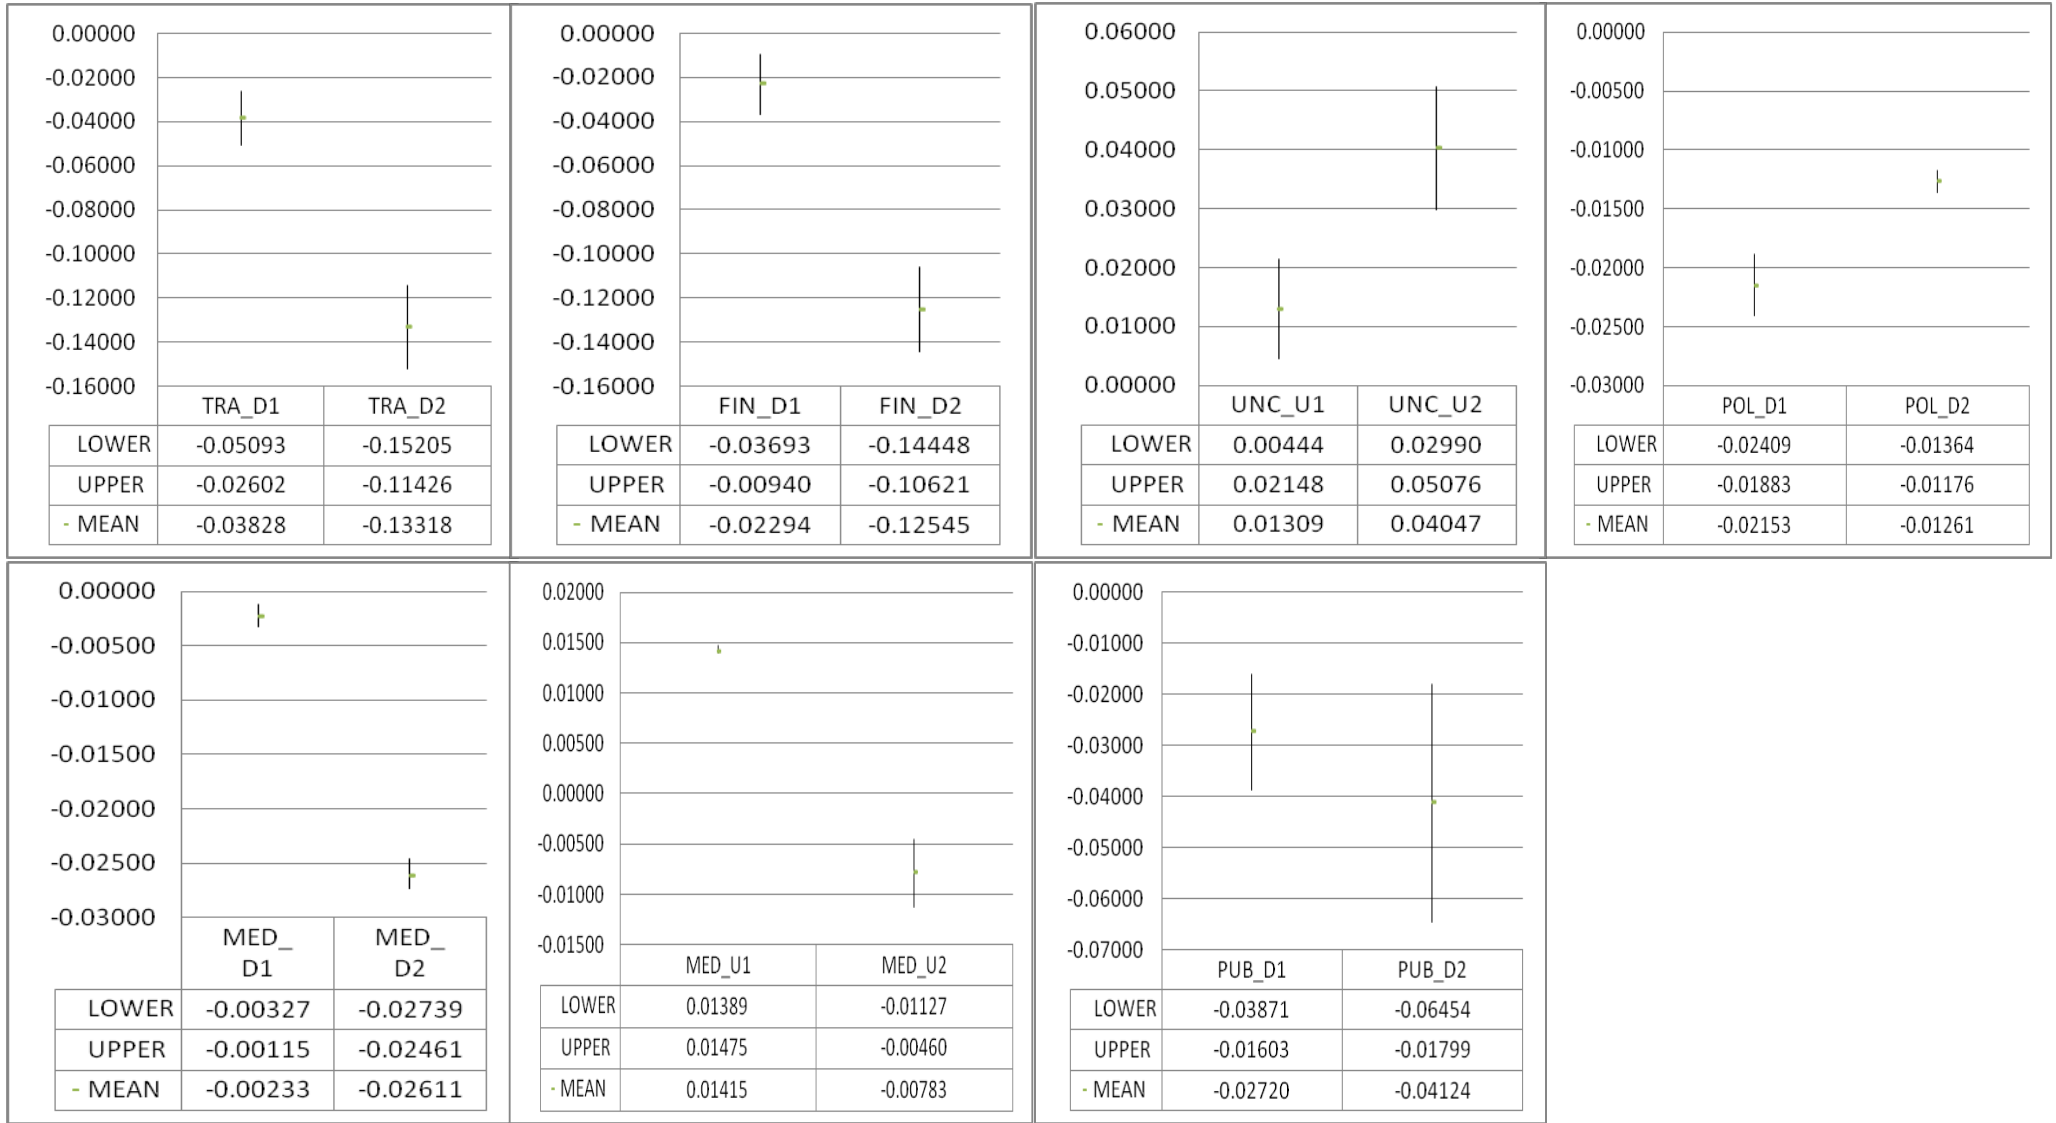 0.00000
-0.02000
-0.04000
-0.06000
-0.08000
-0.10000
-0.12000
-0.14000
-0.16000
TRA_D1 TRA_D2
LOWER -0.05093 -0.15205
UPPER -0.02602 -0.11426
MEAN -0.03828 -0.13318
0.00000
-0.02000
-0.04000
-0.06000
-0.08000
-0.10000
-0.12000
-0.14000
-0.16000
FIN_D1 FIN_D2
LOWER -0.03693 -0.14448
UPPER -0.00940 -0.10621
MEAN -0.02294 -0.12545
0.06000
0.05000
0.04000
0.03000
0.02000
0.01000
0.00000
UNC_U1 UNC_U2
LOWER 0.00444 0.02990
UPPER 0.02148 0.05076
MEAN 0.01309 0.04047
0.00000
-0.00500
-0.01000
-0.01500
-0.02000
-0.02500
-0.03000
POL_D1 POL_D2
LOWER -0.02409 -0.01364
UPPER -0.01883 -0.01176
MEAN -0.02153 -0.01261
0.00000
-0.00500
-0.01000
-0.01500
-0.02000
-0.02500
-0.03000
MED_ MED_
D1 D2
LOWER -0.00327 -0.02739
UPPER -0.00115 -0.02461
MEAN -0.00233 -0.02611
0.02000
0.01500
0.01000
0.00500
0.00000
-0.00500
-0.01000
-0.01500
MED_U1 MED_U2
LOWER 0.01389 -0.01127
UPPER 0.01475 -0.00460
MEAN 0.01415 -0.00783
0.00000
-0.01000
-0.02000
-0.03000
-0.04000
-0.05000
-0.06000
-0.07000
PUB_D1 PUB_D2
LOWER -0.03871 -0.06454
UPPER -0.01603 -0.01799
MEAN -0.02720 -0.04124